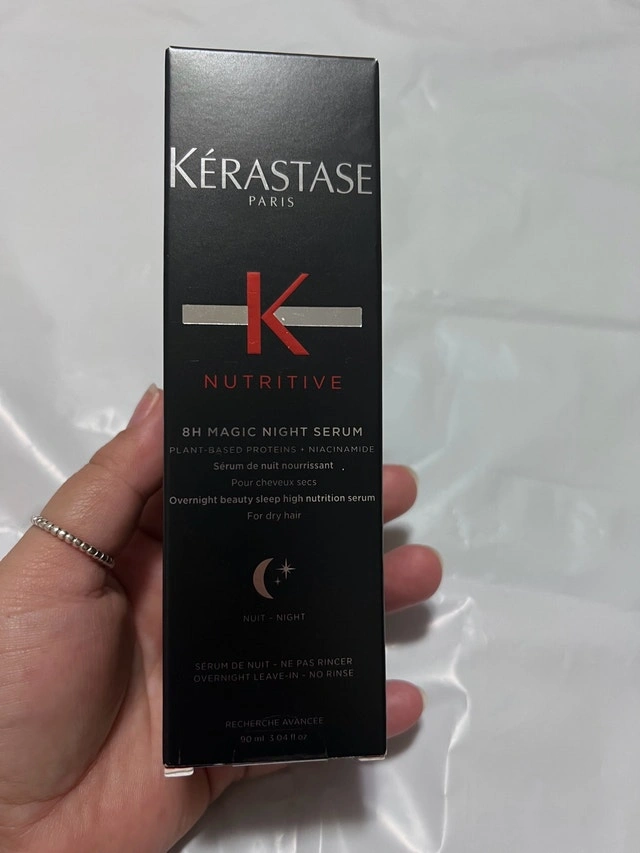 KÉRASTASE
PARIS
K
NUTRITIVE
8H MAGIC NIGHT SERUM
PLANT-BASED PROTEINS + NIACINAMIDE
Sérum de nuit nourrissant
Pour cheveux secs
Overnight beauty sleep high nutrition serum
For dry hair
NUIT - NIGHT
SÉRUM DE NUIT - NE PAS RINCER
OVERNIGHT LEAVE-IN - NO RINSE
RECHERCHE AVANCÉE
90 ml 3.04 fl oz